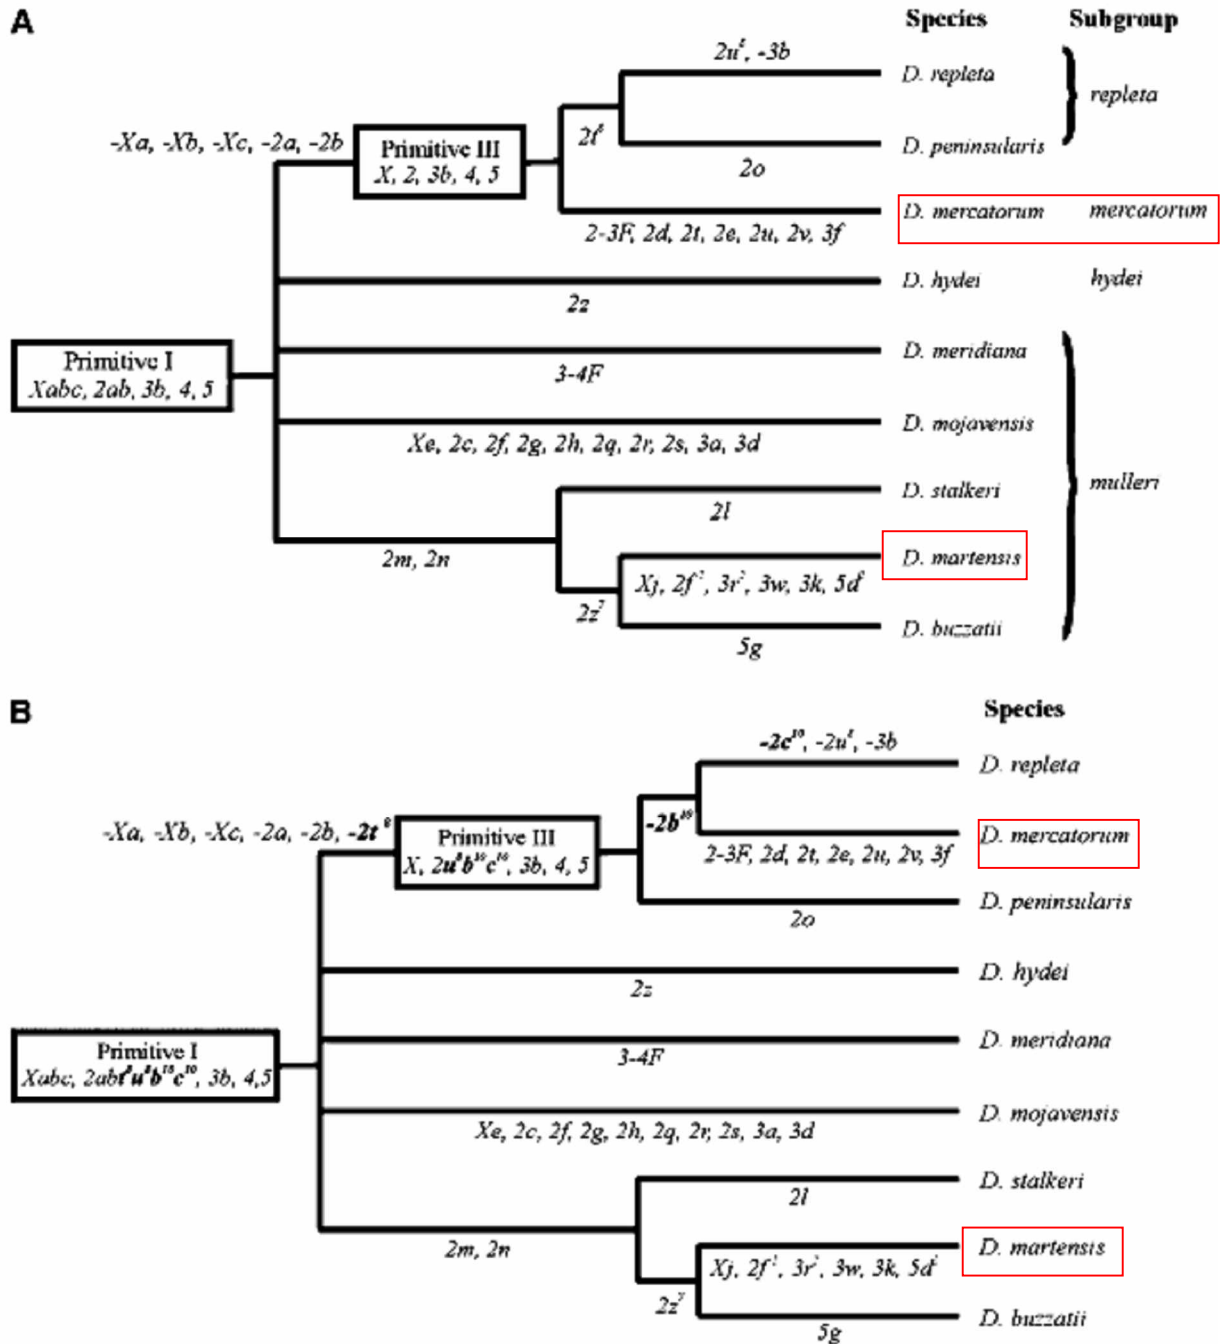 A
Species Subgroup
2u⁸, -3b
D. repleta
repleta
-Xa, -Xb, -Xc, -2a, -2b
Primitive III
X, 2, 3b, 4, 5
2t⁸
D. peninsularis
2o
D. mercatorum mercatorum
2-3F, 2d, 2t, 2e, 2u, 2v, 3f
D. hydei hydei
2z
Primitive I
Xabc, 2ab, 3b, 4, 5
D. meridiana
3-4F
D. mojavensis
Xe, 2c, 2f, 2g, 2h, 2q, 2r, 2s, 3a, 3d
mulleri
D. stalkeri
2l
2m, 2n
D. martensis
Xj, 2f², 3r², 3w, 3k, 5d²
2z⁷
D. buzzatii
5g
B
Species
-2c¹⁰, -2u⁸, -3b
D. repleta
-Xa, -Xb, -Xc, -2a, -2b, -2t⁸
Primitive III
X, 2u⁸b¹⁰c¹⁰, 3b, 4, 5
-2b¹⁰
D. mercatorum
2-3F, 2d, 2t, 2e, 2u, 2v, 3f
D. peninsularis
2o
D. hydei
2z
Primitive I
Xabc, 2abt⁸u⁸b¹⁰c¹⁰, 3b, 4,5
D. meridiana
3-4F
D. mojavensis
Xe, 2c, 2f, 2g, 2h, 2q, 2r, 2s, 3a, 3d
D. stalkeri
2l
2m, 2n
D. martensis
Xj, 2f², 3r², 3w, 3k, 5d²
2z⁷
D. buzzatii
5g